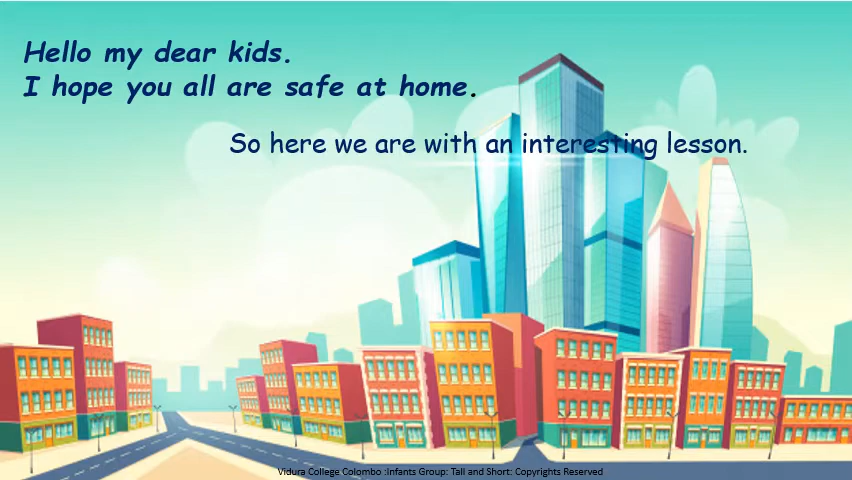 Hello my dear kids.
I hope you all are safe at home.
So here we are with an interesting lesson.
Vidura College Colombo :Infants Group: Tall and Short: Copyrights Reserved